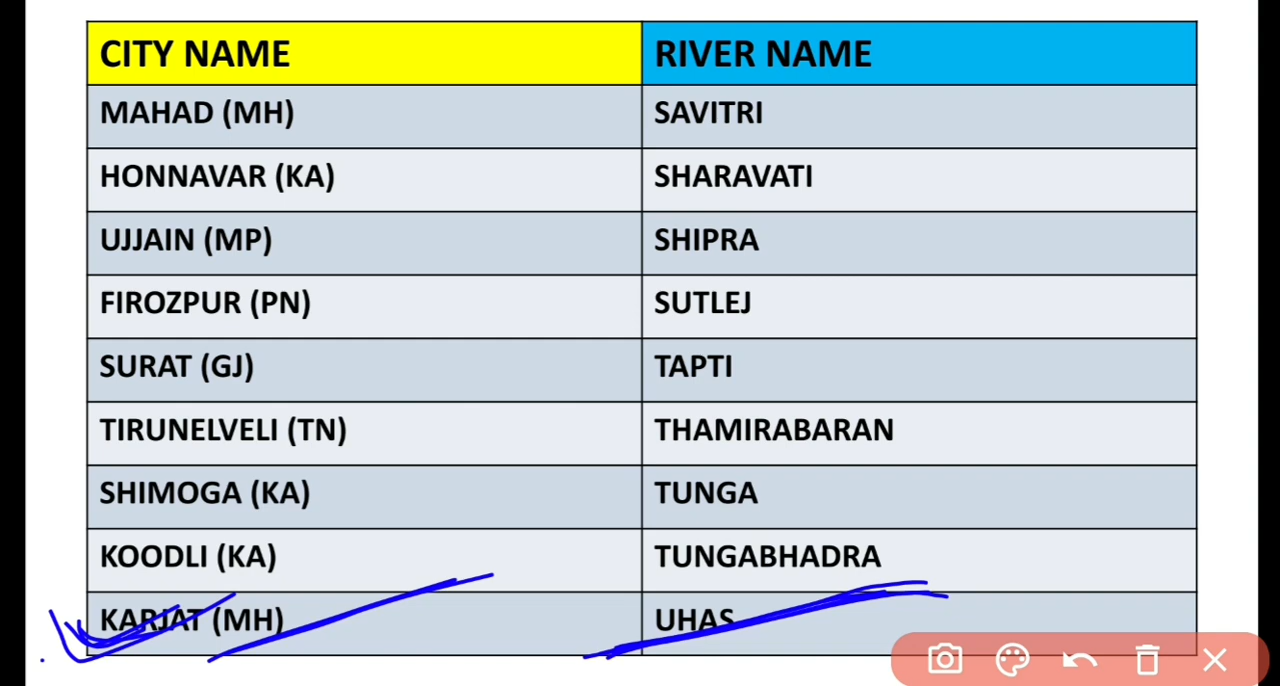 CITY NAME RIVER NAME
MAHAD (MH) SAVITRI
HONNAVAR (KA) SHARAVATI
UJJAIN (MP) SHIPRA
FIROZPUR (PN) SUTLEJ
SURAT (GJ) TAPTI
TIRUNELVELI (TN) THAMIRABARAN
SHIMOGA (KA) TUNGA
KOODLI (KA) TUNGABHADRA
KARJAT (MH) UHAS